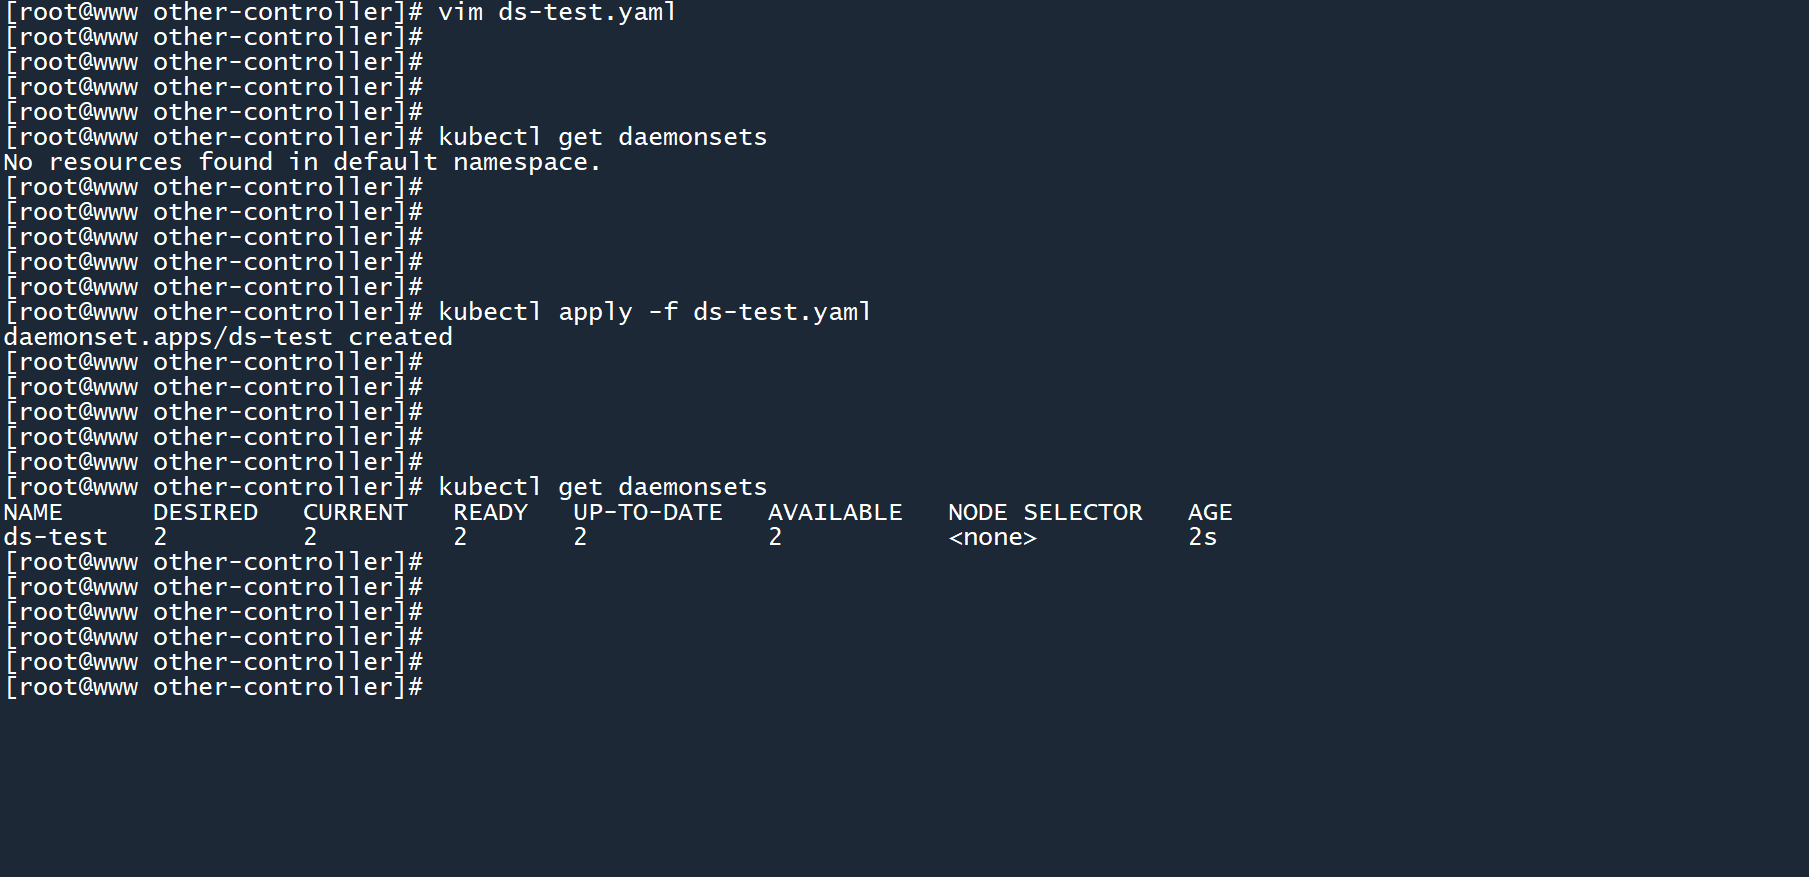 [root@www other-controller]# vim ds-test.yaml
[root@www other-controller]#
[root@www other-controller]#
[root@www other-controller]#
[root@www other-controller]#
[root@www other-controller]# kubectl get daemonsets
No resources found in default namespace.
[root@www other-controller]#
[root@www other-controller]#
[root@www other-controller]#
[root@www other-controller]#
[root@www other-controller]#
[root@www other-controller]# kubectl apply -f ds-test.yaml
daemonset.apps/ds-test created
[root@www other-controller]#
[root@www other-controller]#
[root@www other-controller]#
[root@www other-controller]#
[root@www other-controller]#
[root@www other-controller]# kubectl get daemonsets
NAME      DESIRED   CURRENT   READY   UP-TO-DATE   AVAILABLE   NODE SELECTOR   AGE
ds-test   2         2         2       2            2           <none>          2s
[root@www other-controller]#
[root@www other-controller]#
[root@www other-controller]#
[root@www other-controller]#
[root@www other-controller]#
[root@www other-controller]#